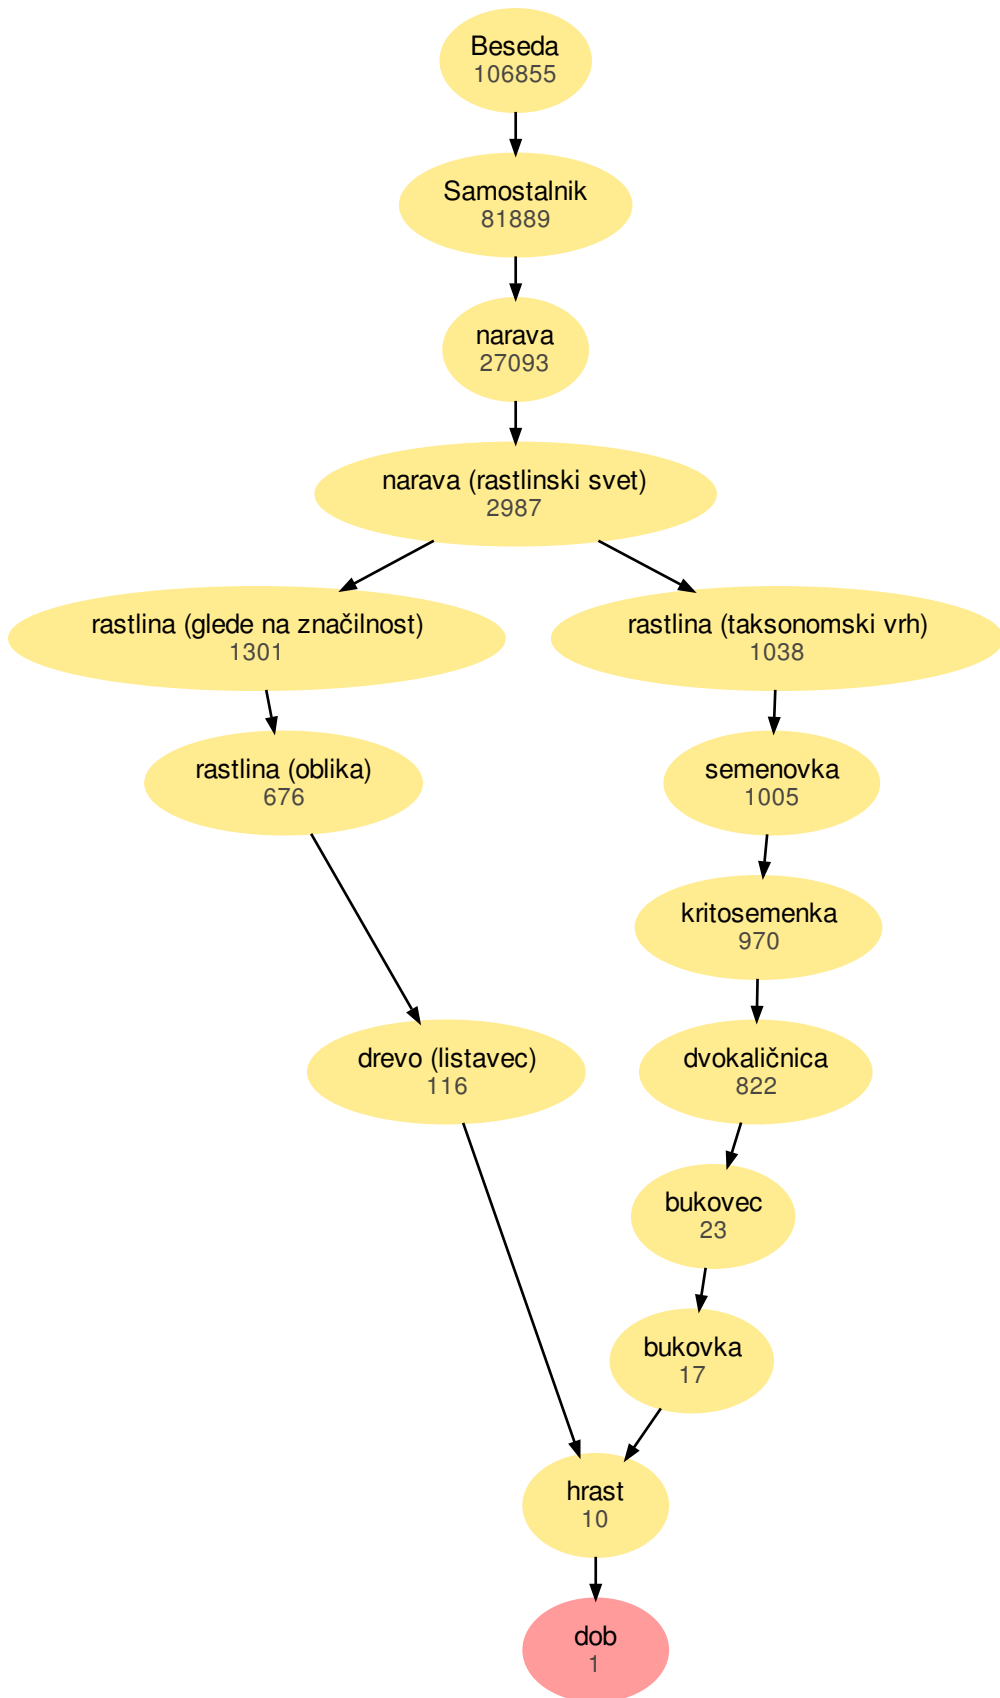 Beseda
106855
Samostalnik
81889
narava
27093
narava (rastlinski svet)
2987
rastlina (glede na značilnost)
1301
rastlina (taksonomski vrh)
1038
rastlina (oblika)
676
semenovka
1005
kritosemenka
970
drevo (listavec)
116
dvokaličnica
822
bukovec
23
bukovka
17
hrast
10
dob
1